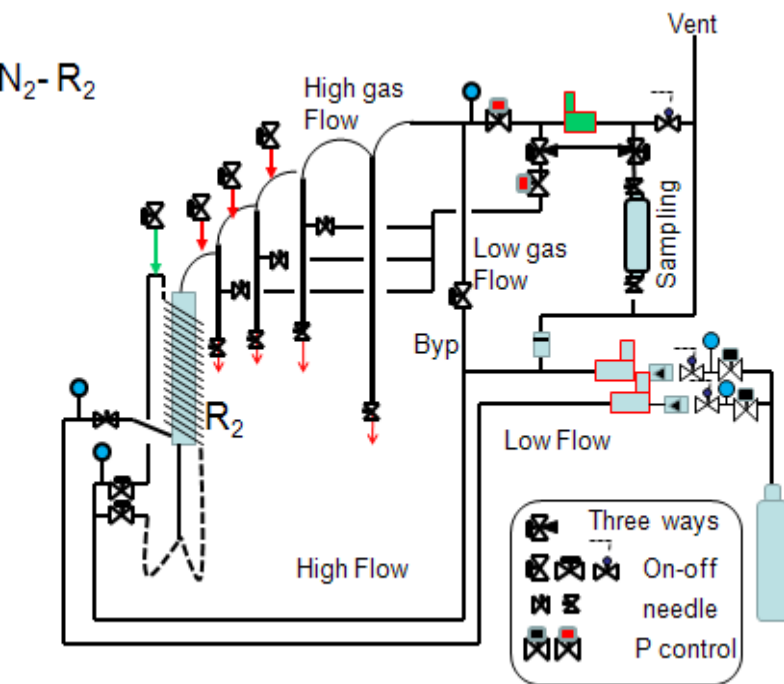 Vent
N2- R2
High gas
Flow
Sampling
Low gas
Flow
Byp
R2
Low Flow
High Flow
Three ways
On-off
needle
P control